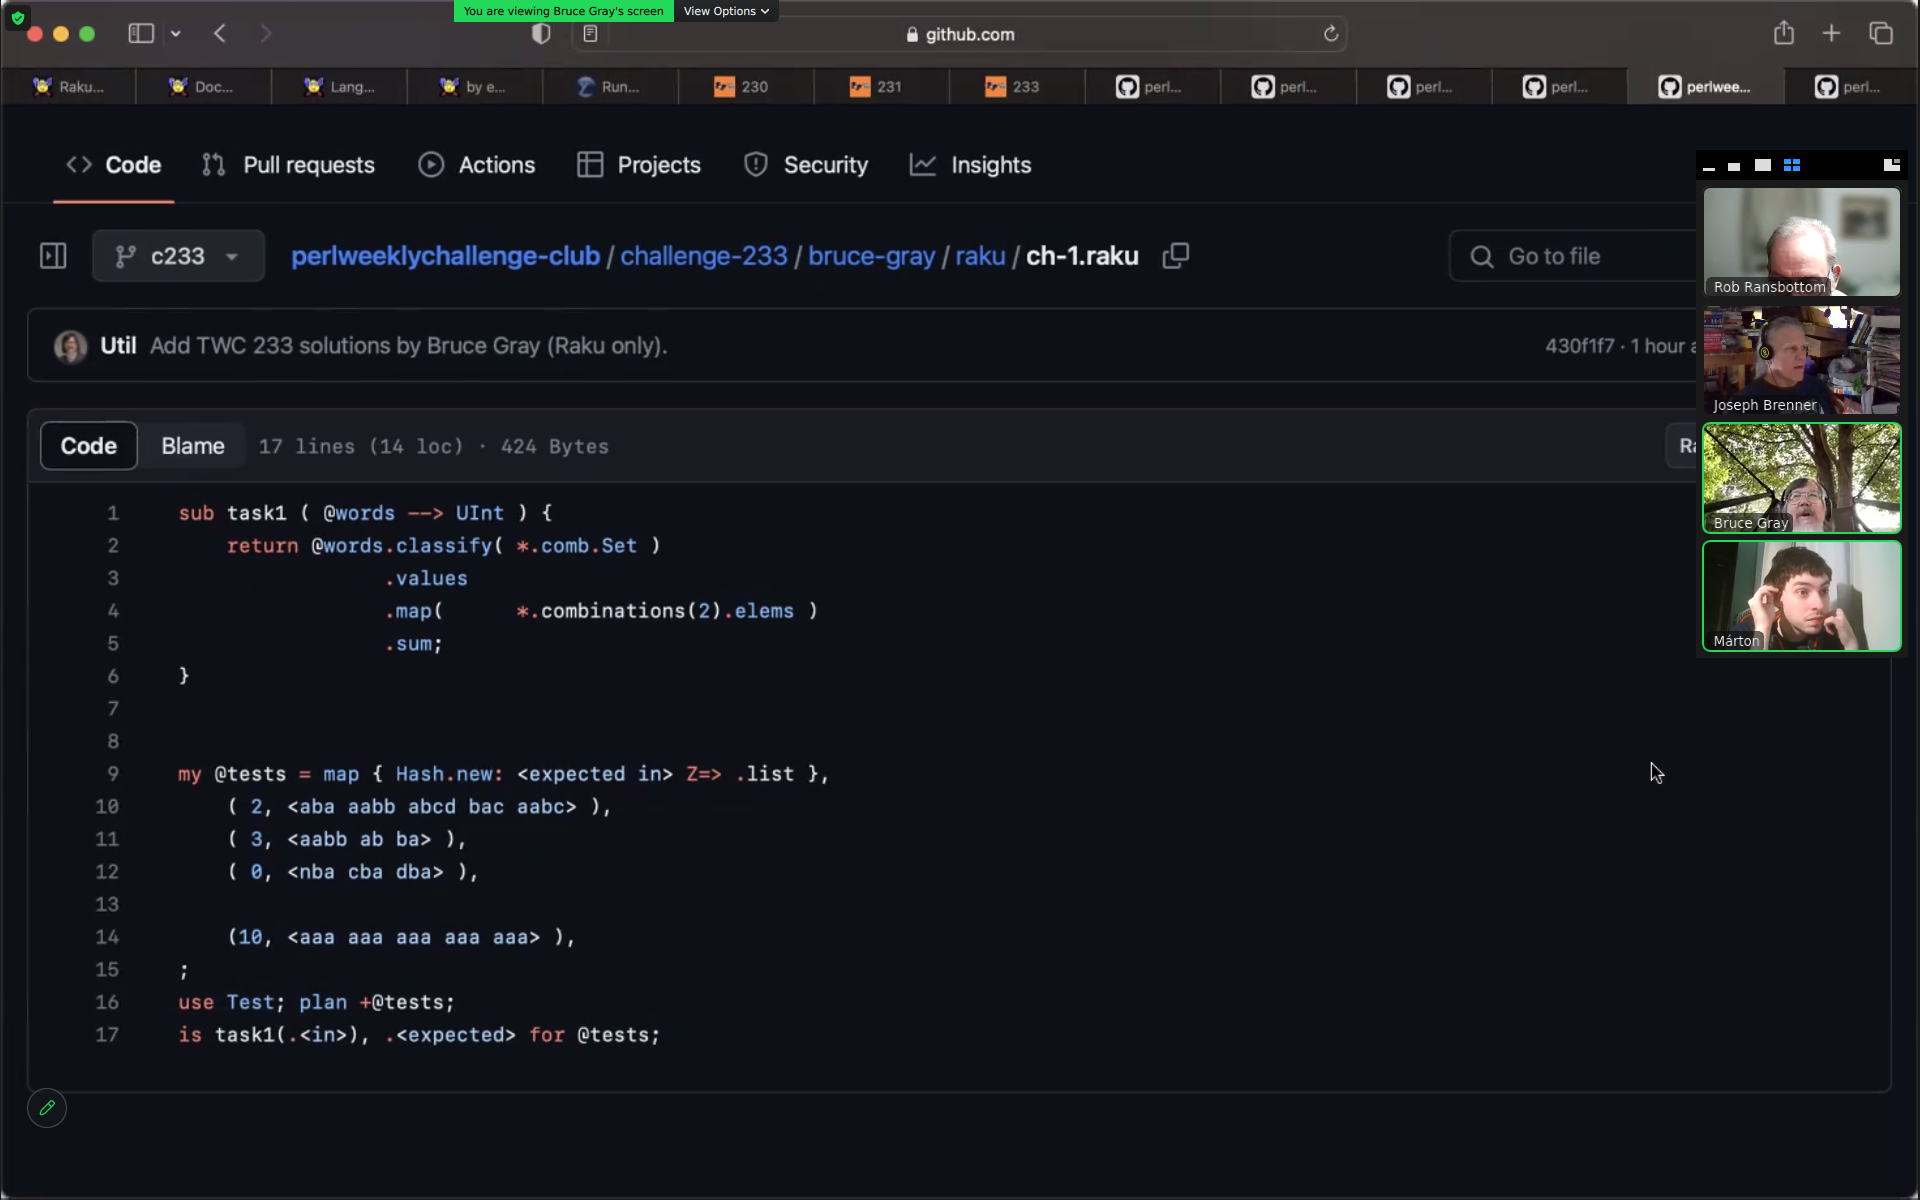 You are viewing Bruce Gray's screen View Options
github.com
Raku... Doc... Lang... by e... Run... 230 231 233 perl... perl... perl... perl... perlwee... perl...
Code Pull requests Actions Projects Security Insights
c233 perlweeklychallenge-club / challenge-233 / bruce-gray / raku / ch-1.raku Go to file
Util Add TWC 233 solutions by Bruce Gray (Raku only). 430f1f7 · 1 hour
Code Blame 17 lines (14 loc) · 424 Bytes
1 sub task1 ( @words --> UInt ) {
2 return @words.classify( *.comb.Set )
3 .values
4 .map( *.combinations(2).elems )
5 .sum;
6 }
7
8
9 my @tests = map { Hash.new: <expected in> Z=> .list },
10 ( 2, <aba aabb abcd bac aabc> ),
11 ( 3, <aabb ab ba> ),
12 ( 0, <nba cba dba> ),
13
14 (10, <aaa aaa aaa aaa aaa> ),
15 ;
16 use Test; plan +@tests;
17 is task1(.<in>), .<expected> for @tests;
Rob Ransbottom
Joseph Brenner
Bruce Gray
Márton